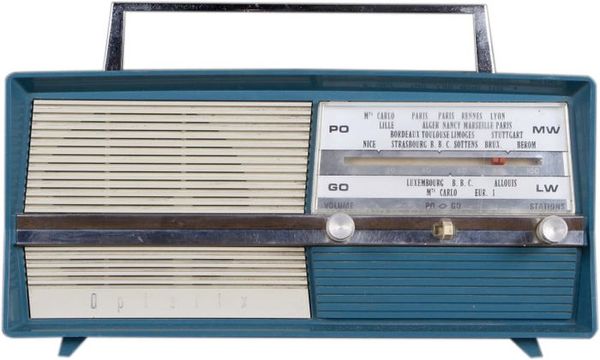 Mte CARLO PARIS PARIS RENNES LYON
LILLE ALGER NANCY MARSEILLE PARIS
PO BORDEAUX TOULOUSE LIMOGES STUTTGART MW
NICE STRASBOURG B.B.C. SOTTENS BRUX. BEROM
150
GO LUXEMBOURG B.B.C. ALLOUIS LW
Mte CARLO EUR. 1
VOLUME PO GO STATIONS
Optalix